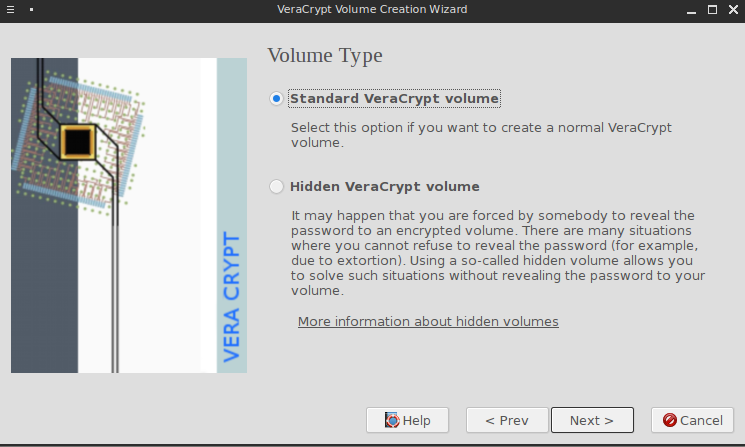 VeraCrypt Volume Creation Wizard
Volume Type
Standard VeraCrypt volume
Select this option if you want to create a normal VeraCrypt
volume.
Hidden VeraCrypt volume
It may happen that you are forced by somebody to reveal the
password to an encrypted volume. There are many situations
where you cannot refuse to reveal the password (for example,
due to extortion). Using a so-called hidden volume allows you
to solve such situations without revealing the password to your
volume.
More information about hidden volumes
VERA CRYPT
Help
< Prev
Next >
Cancel